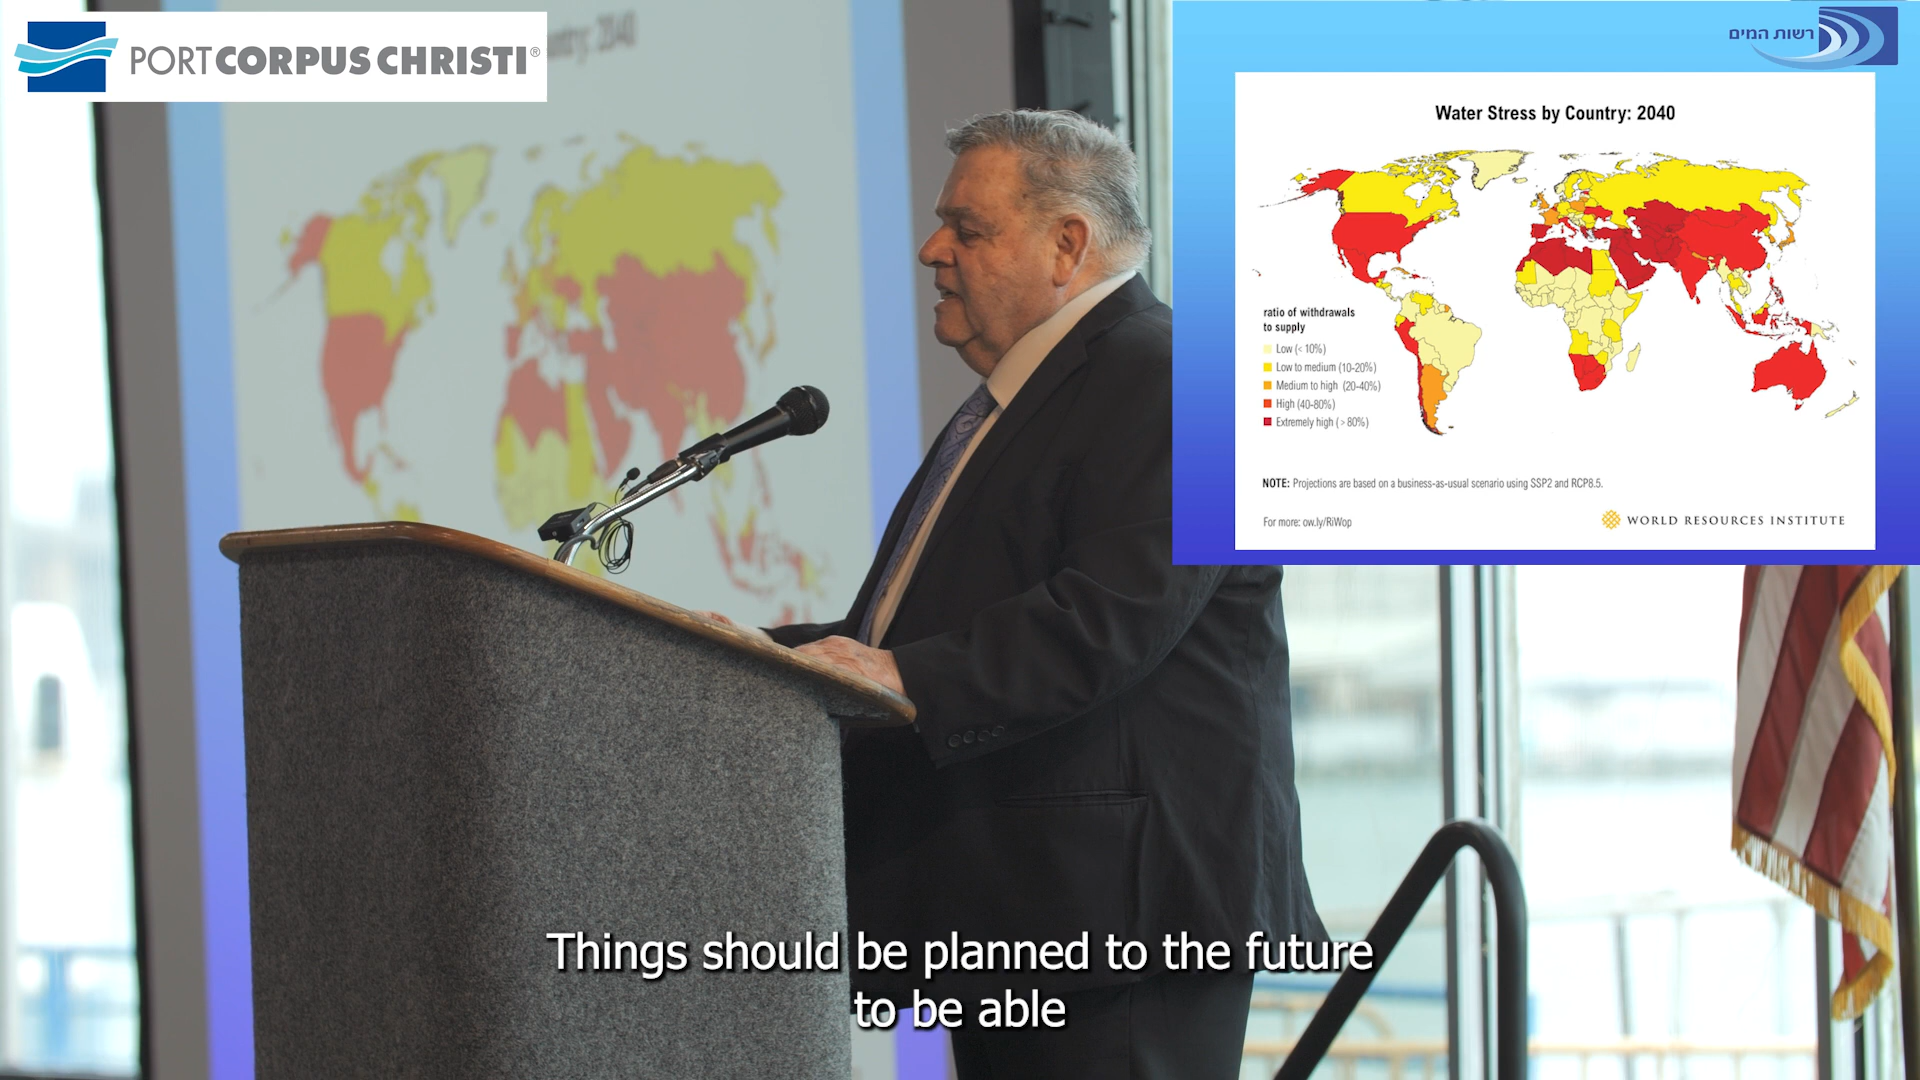 PORT CORPUS CHRISTI®
רשות המים
Water Stress by Country: 2040
ratio of withdrawals
to supply
Low (< 10%)
Low to medium (10-20%)
Medium to high (20-40%)
High (40-80%)
Extremely high (> 80%)
NOTE: Projections are based on a business-as-usual scenario using SSP2 and RCP8.5.
For more: ow.ly/RiWop
WORLD RESOURCES INSTITUTE
Things should be planned to the future
to be able